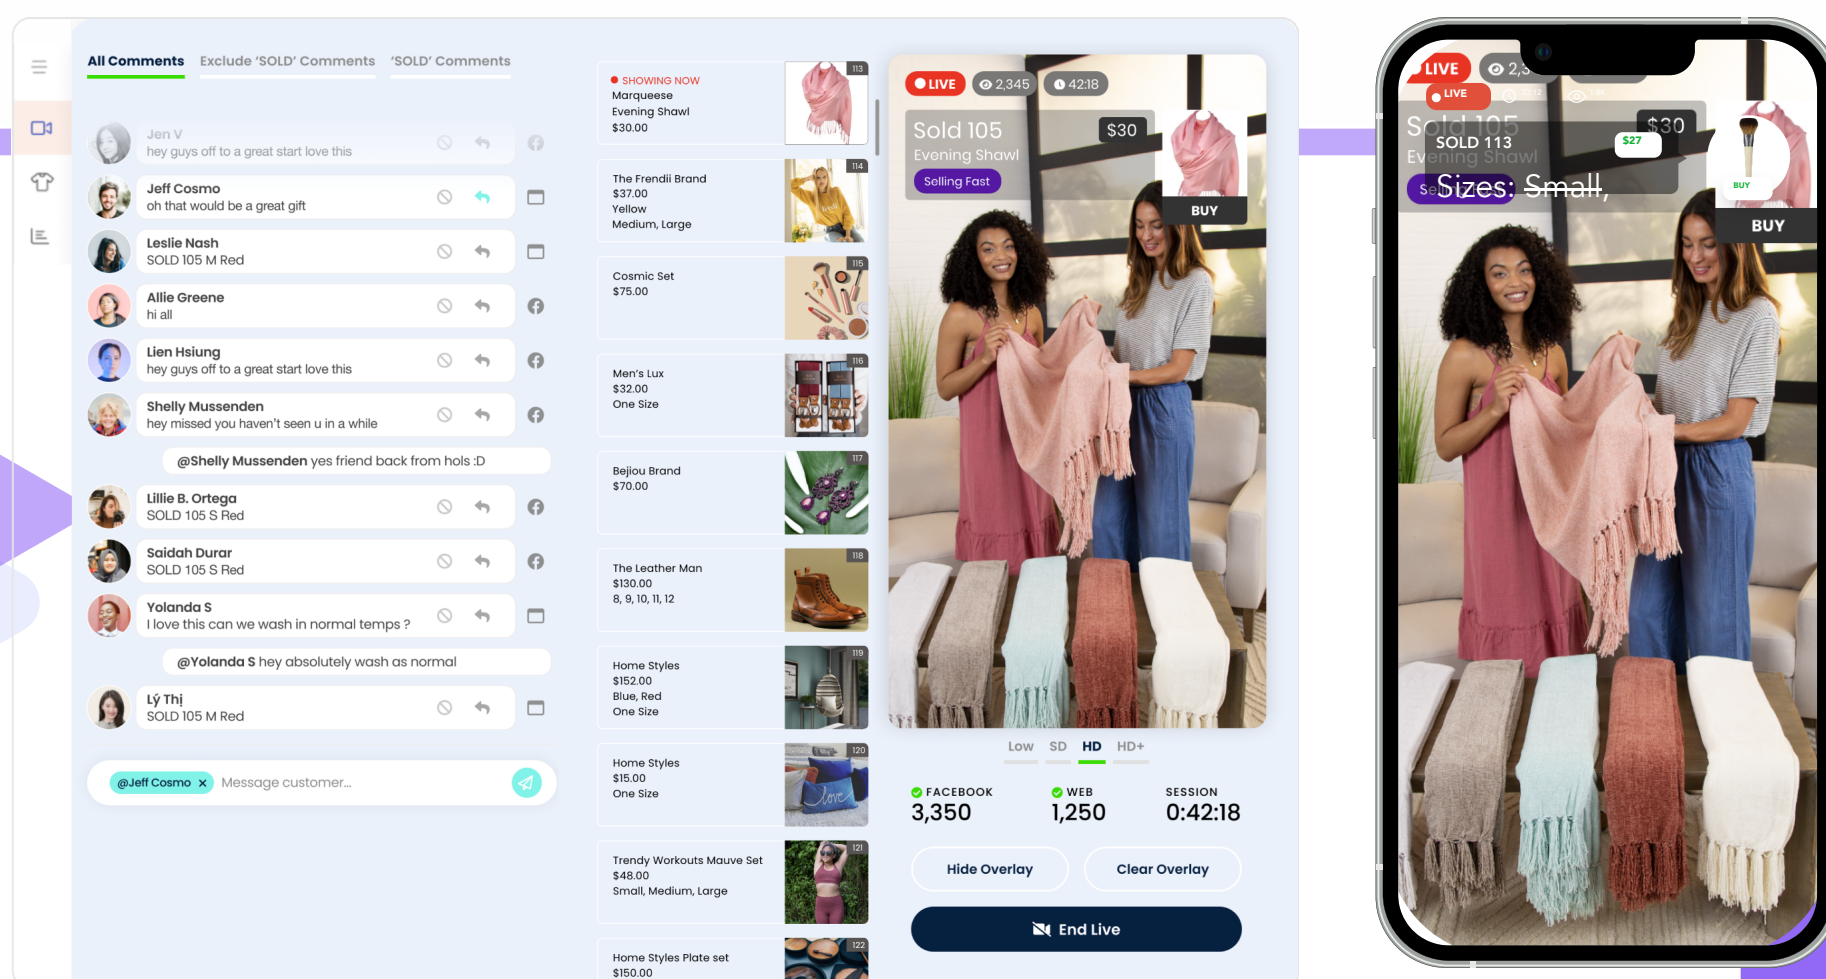 All Comments
Exclude ‘SOLD’ Comments
‘SOLD’ Comments
Jen V
hey guys off to a great start love this
Jeff Cosmo
oh that would be a great gift
Leslie Nash
SOLD 105 M Red
Allie Greene
hi all
Lien Hsiung
hey guys off to a great start love this
Shelly Mussenden
hey missed you haven’t seen u in a while
@Shelly Mussenden yes friend back from hols :D
Lillie B. Ortega
SOLD 105 S Red
Saidah Durar
SOLD 105 S Red
Yolanda S
I love this can we wash in normal temps ?
@Yolanda S hey absolutely wash as normal
Lý Thị
SOLD 105 M Red
@Jeff Cosmo ×
Message customer...
SHOWING NOW
Marqueese
Evening Shawl
$30.00
113
The Frendii Brand
$37.00
Yellow
Medium, Large
114
Cosmic Set
$75.00
115
Men’s Lux
$32.00
One Size
116
Bejiou Brand
$70.00
117
The Leather Man
$130.00
8, 9, 10, 11, 12
118
Home Styles
$152.00
Blue, Red
One Size
119
Home Styles
$15.00
One Size
120
love
Trendy Workouts Mauve Set
$48.00
Small, Medium, Large
121
Home Styles Plate set
$150.00
122
LIVE
2,345
42:18
Sold 105
$30
Evening Shawl
Selling Fast
BUY
Low
SD
HD
HD+
FACEBOOK
3,350
WEB
1,250
SESSION
0:42:18
Hide Overlay
Clear Overlay
End Live
LIVE
2,3
LIVE
Sold 105
$30
SOLD 113
$27
Evening Shawl
Sizes: Small,
BUY
BUY